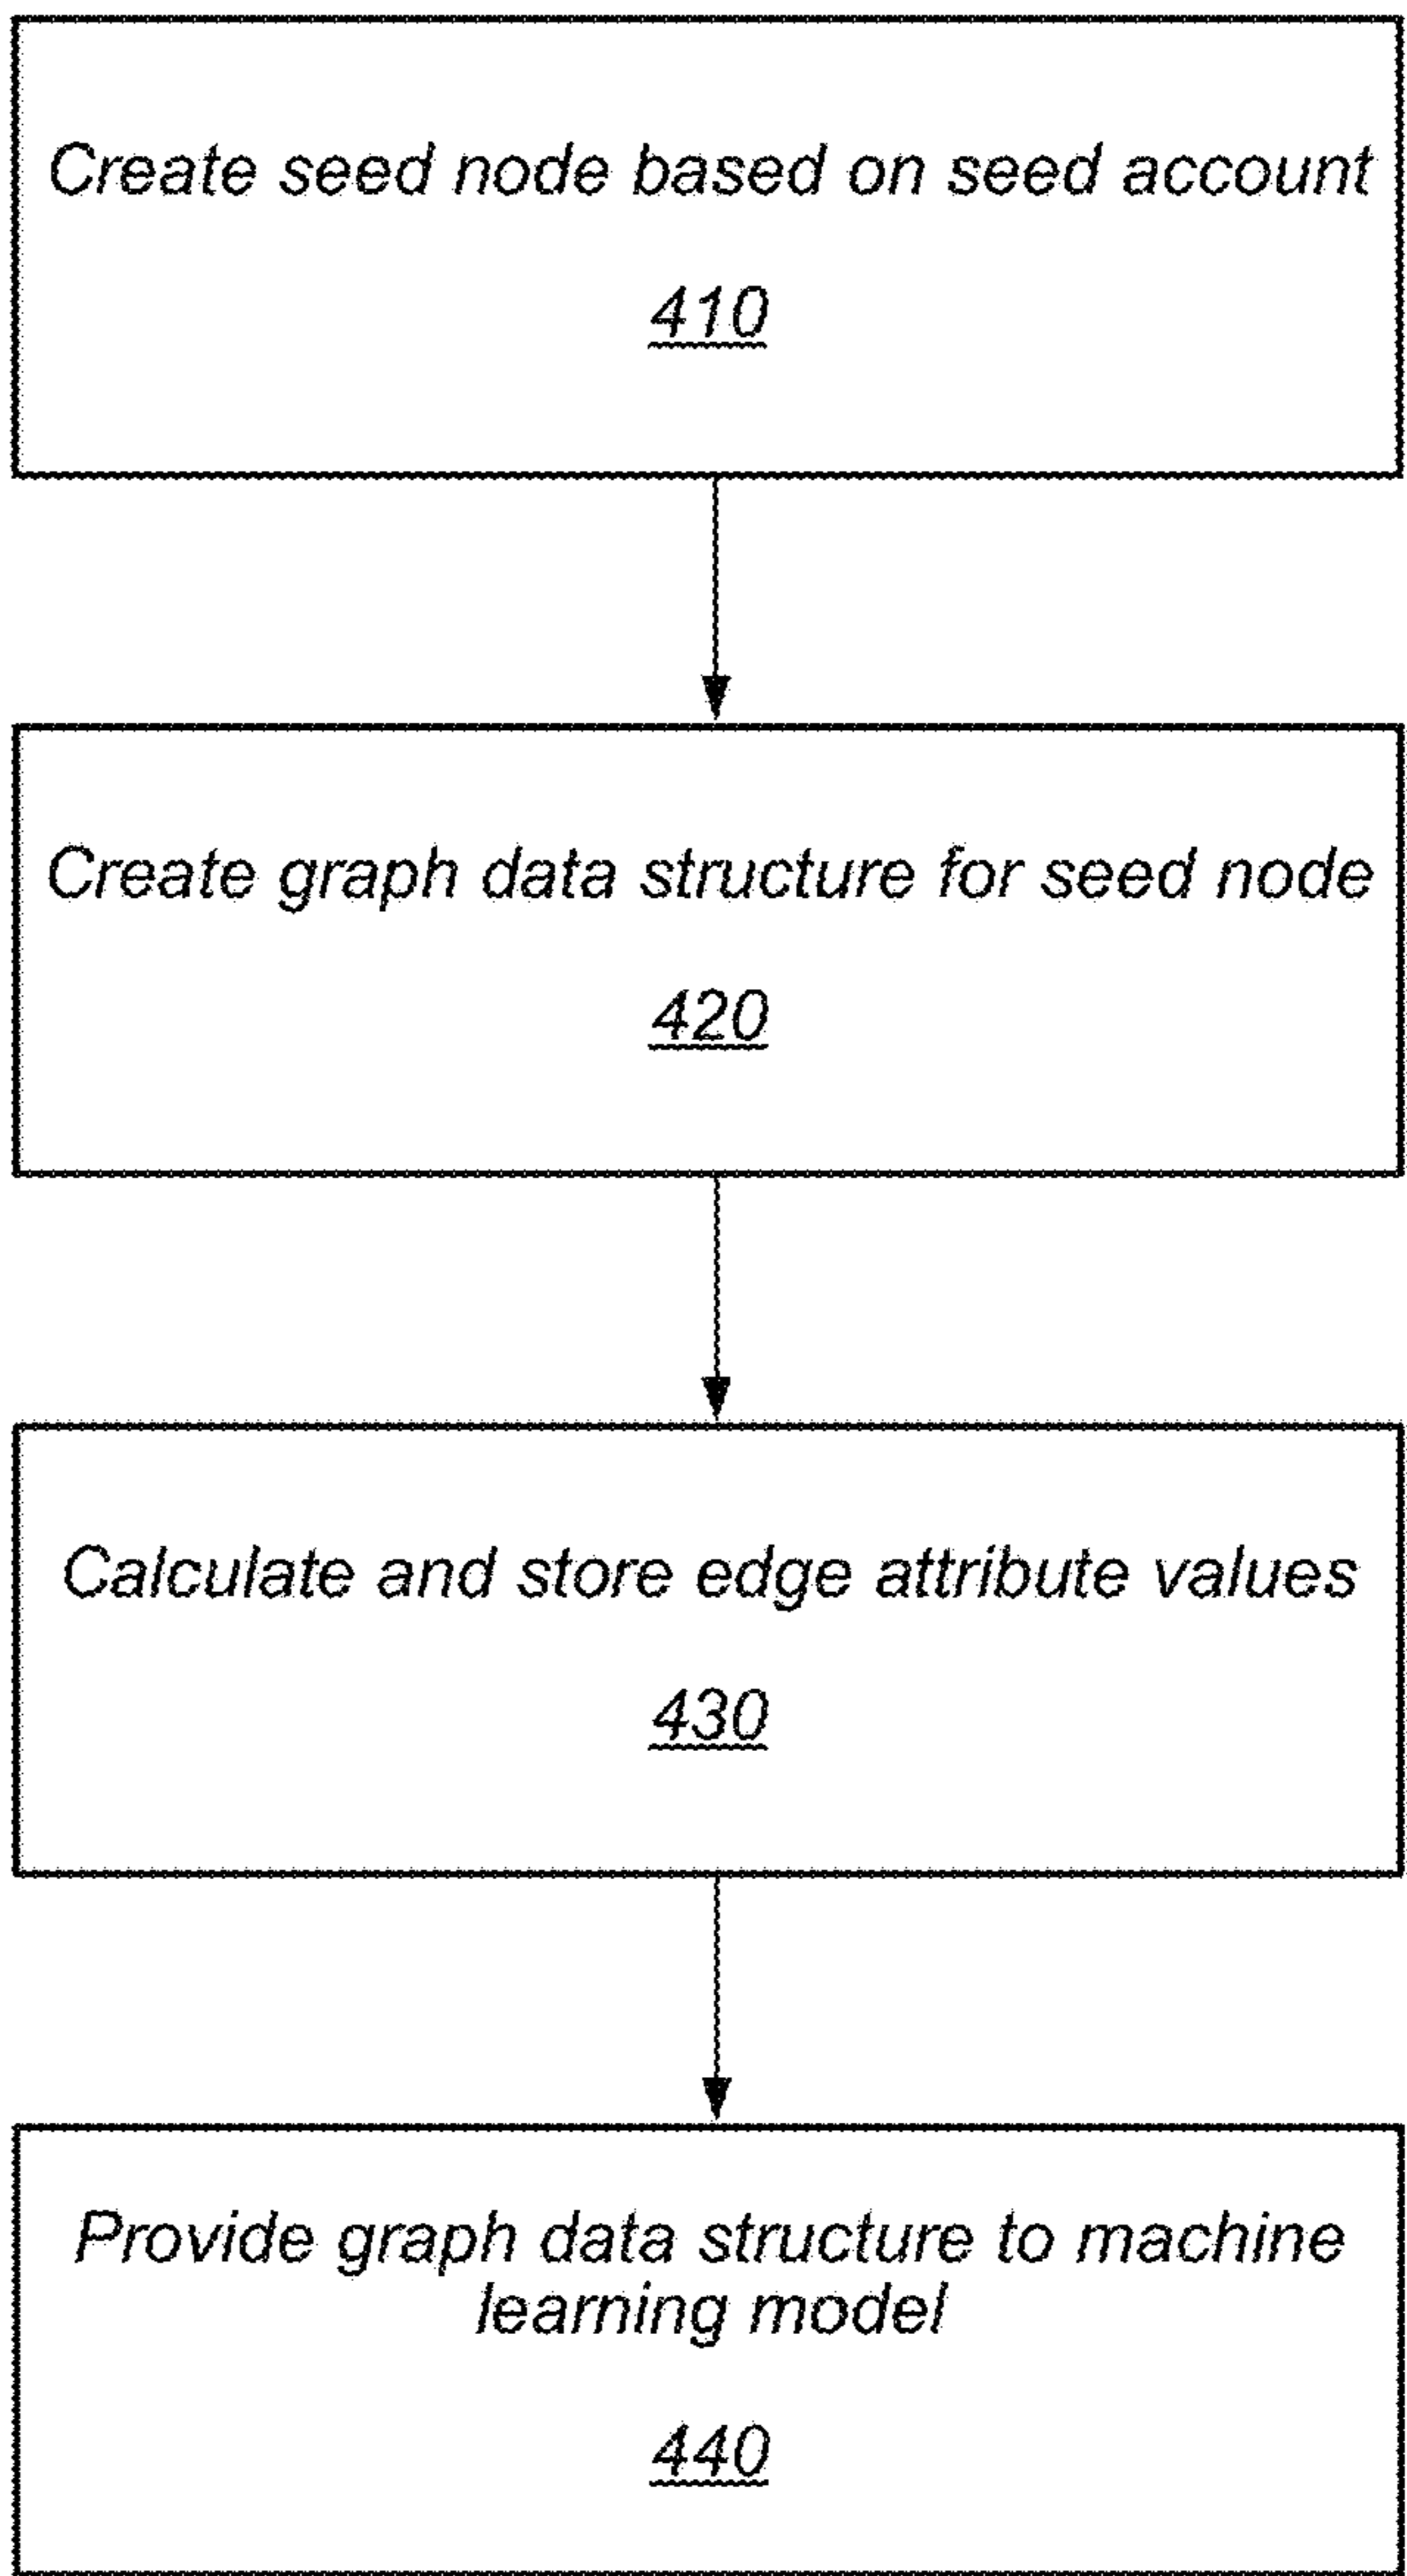 Create seed node based on seed account
410
Create graph data structure for seed node
420
Calculate and store edge attribute values
430
Provide graph data structure to machine
learning model
440